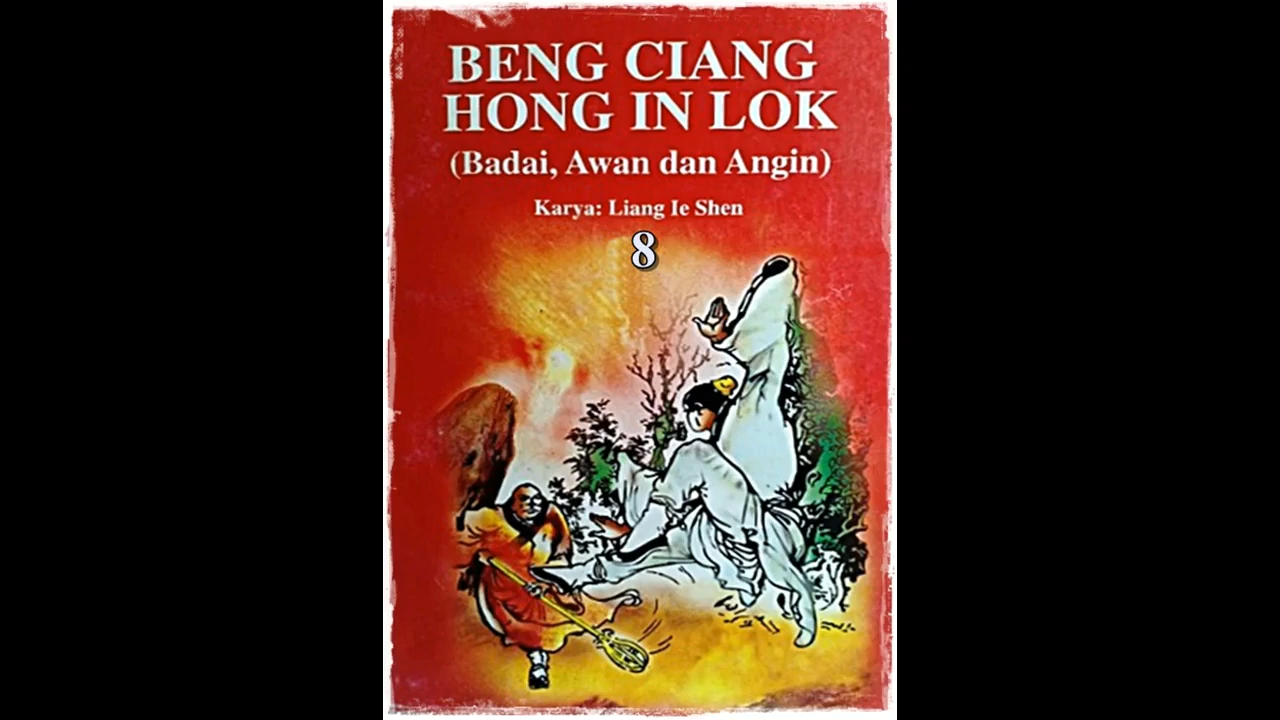 BENG CIANG
HONG IN LOK
(Badai, Awan dan Angin)
Karya: Liang Ie Shen
8